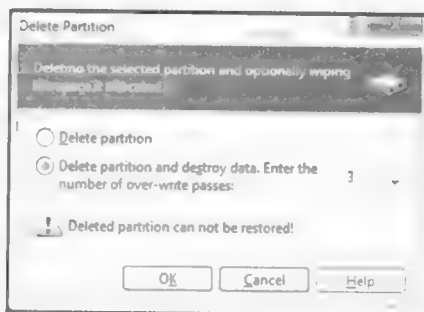 Delete Partition
Deleting the selected partition and optionally wiping
Delete partition
Delete partition and destroy data. Enter the
number of over-write passes:
3
Deleted partition can not be restored!
OK
Cancel
Help